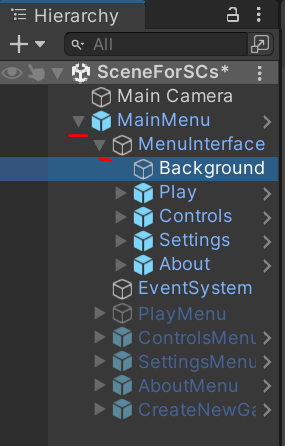 Hierarchy
All
SceneForSCs*
Main Camera
MainMenu
MenuInterface
Background
Play
Controls
Settings
About
EventSystem
PlayMenu
ControlsMenu
SettingsMenu
AboutMenu
CreateNewGa